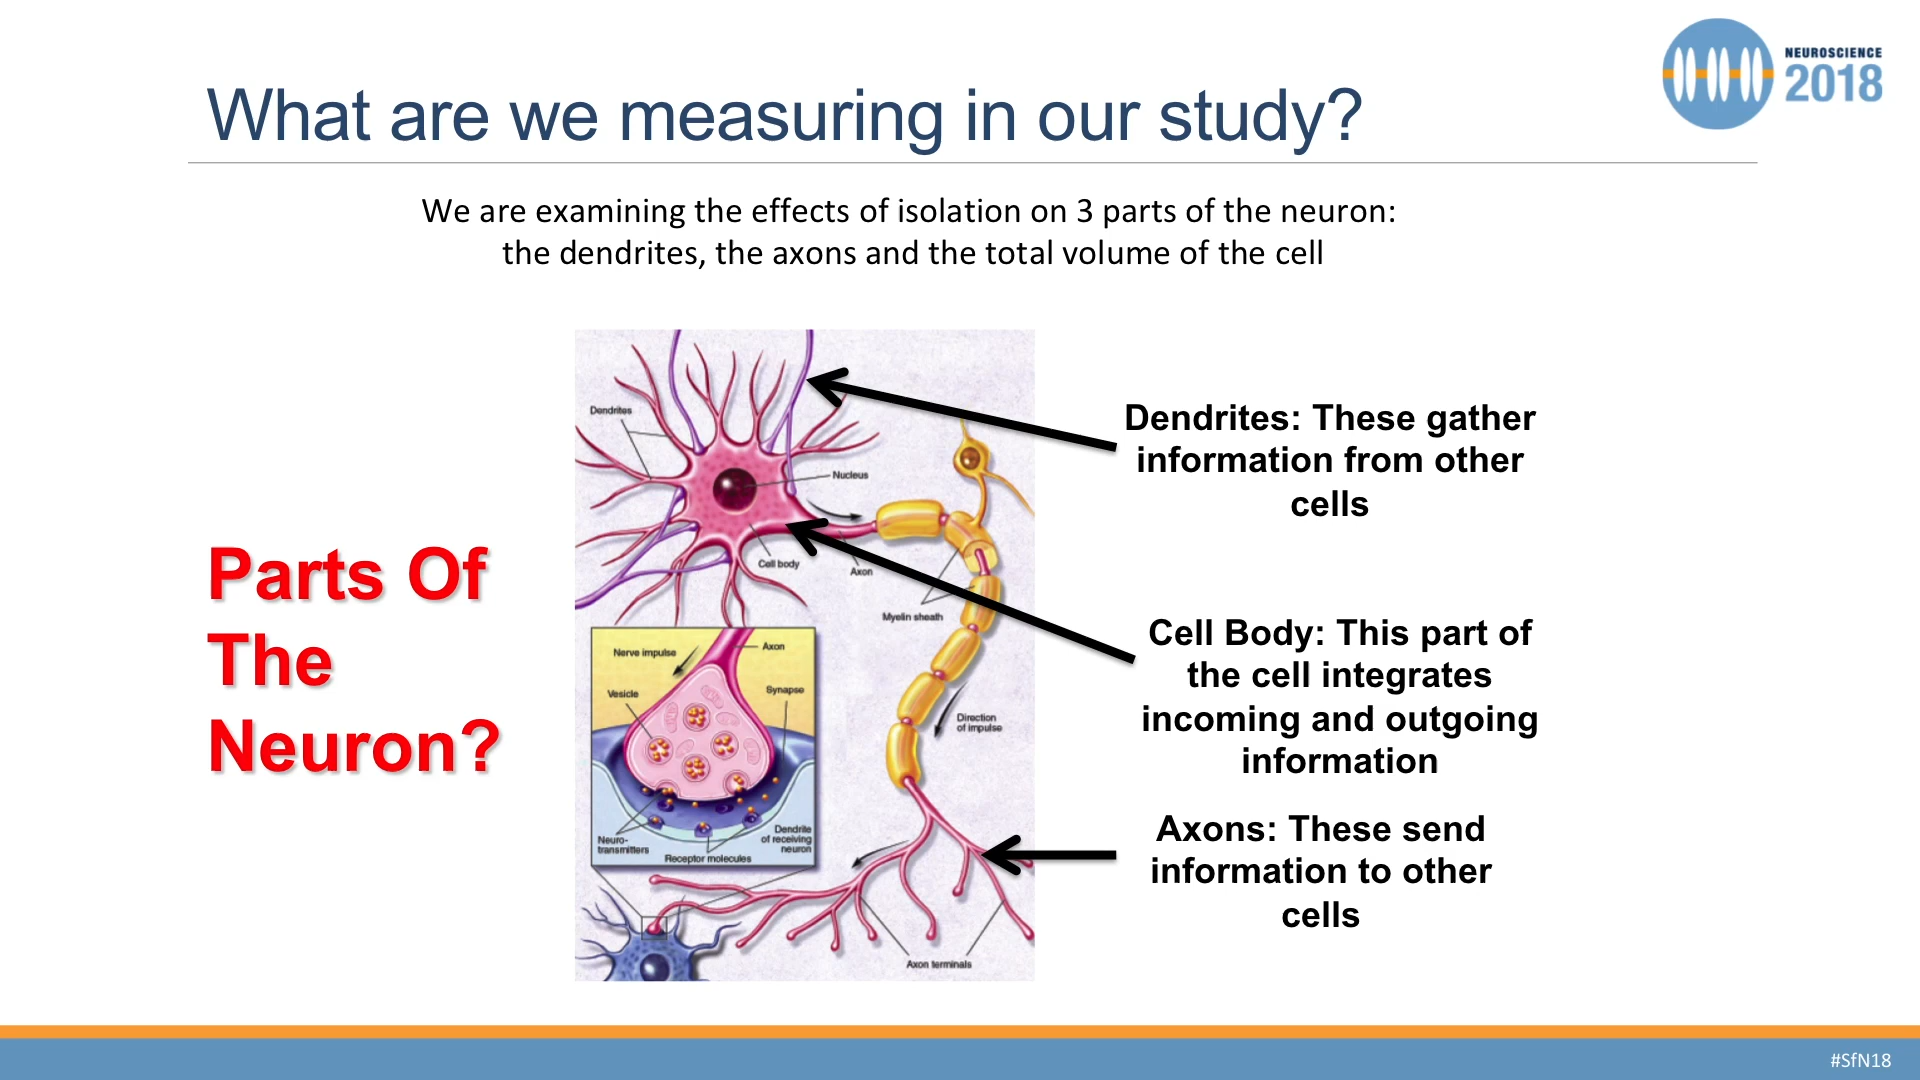 NEUROSCIENCE
2018
What are we measuring in our study?
We are examining the effects of isolation on 3 parts of the neuron:
the dendrites, the axons and the total volume of the cell
Parts Of
The
Neuron?
Dendrites
Nucleus
Cell body
Axon
Myelin sheath
Nerve impulse
Axon
Vesicle
Synapse
Direction
of impulse
Neuro-
transmitters
Receptor molecules
Dendrite
of receiving
neuron
Axon terminals
Dendrites: These gather
information from other
cells
Cell Body: This part of
the cell integrates
incoming and outgoing
information
Axons: These send
information to other
cells
#SfN18